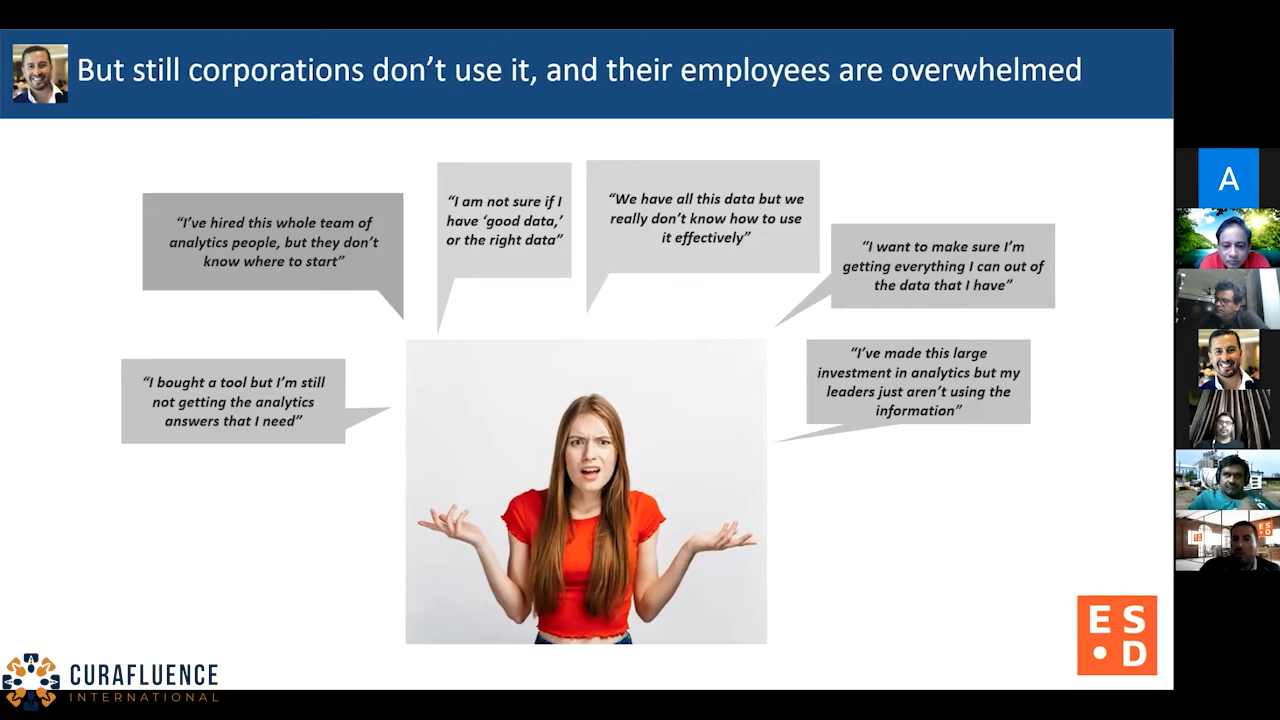 But still corporations don’t use it, and their employees are overwhelmed
“I’ve hired this whole team of
analytics people, but they don’t
know where to start”
“I am not sure if I
have ‘good data,’
or the right data”
“We have all this data but we
really don’t know how to use
it effectively”
“I want to make sure I’m
getting everything I can out of
the data that I have”
“I bought a tool but I’m still
not getting the analytics
answers that I need”
“I’ve made this large
investment in analytics but my
leaders just aren’t using the
information”
A
E S
D
E S
• D
CURAFLUENCE
INTERNATIONAL